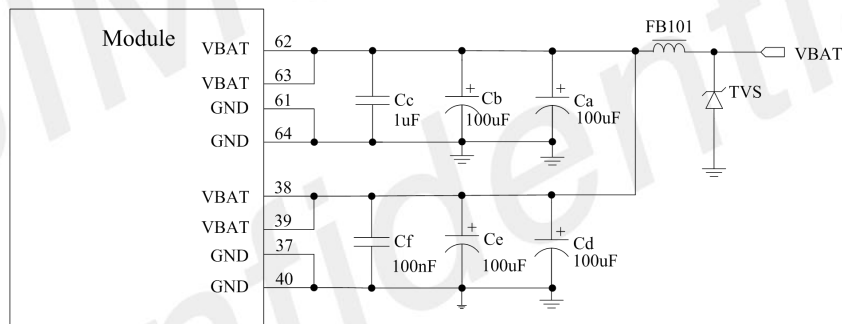 FB101
Module
VBAT 62
VBAT
VBAT 63
Cc 1uF
Cb 100uF
Ca 100uF
TVS
GND 61
GND 64
VBAT 38
VBAT 39
Cf 100nF
Ce 100uF
Cd 100uF
GND 37
GND 40